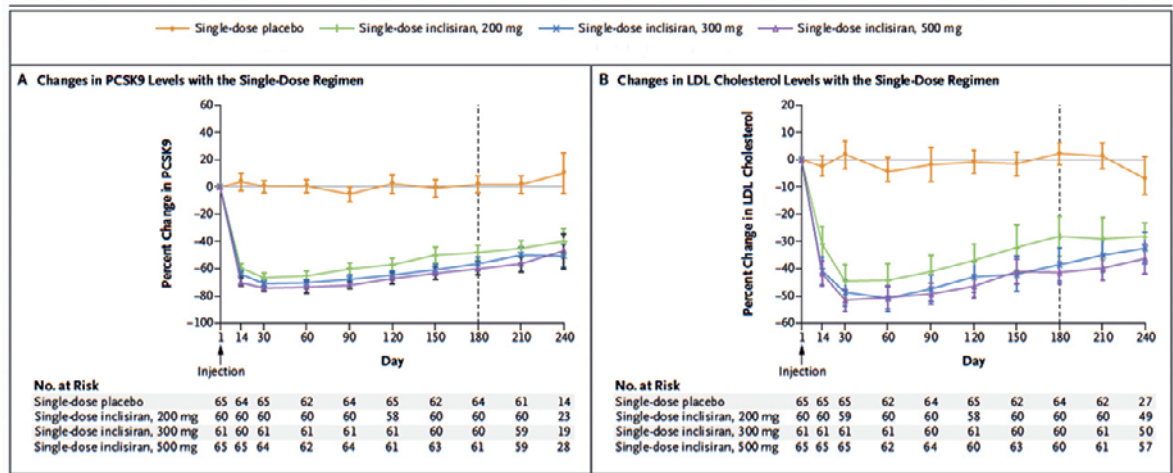 Single-dose placebo Single-dose inclisiran, 200 mg Single-dose inclisiran, 300 mg Single-dose inclisiran, 500 mg
A Changes in PCSK9 Levels with the Single-Dose Regimen
Percent Change in PCSK9
60
40
20
0
−20
−40
−60
−80
−100
1 14 30 60 90 120 150 180 210 240
Day
Injection
No. at Risk
Single-dose placebo 65 64 65 62 64 65 62 64 61 14
Single-dose inclisiran, 200 mg 60 60 60 60 60 58 60 60 60 23
Single-dose inclisiran, 300 mg 61 60 61 61 61 61 60 60 59 19
Single-dose inclisiran, 500 mg 65 65 64 62 64 61 63 61 59 28
B Changes in LDL Cholesterol Levels with the Single-Dose Regimen
Percent Change in LDL Cholesterol
20
10
0
−10
−20
−30
−40
−50
−60
1 14 30 60 90 120 150 180 210 240
Day
Injection
No. at Risk
Single-dose placebo 65 65 65 62 64 65 62 64 62 27
Single-dose inclisiran, 200 mg 60 60 59 60 60 58 60 60 60 49
Single-dose inclisiran, 300 mg 61 61 61 61 60 61 60 60 60 50
Single-dose inclisiran, 500 mg 65 65 65 62 64 60 63 60 61 57